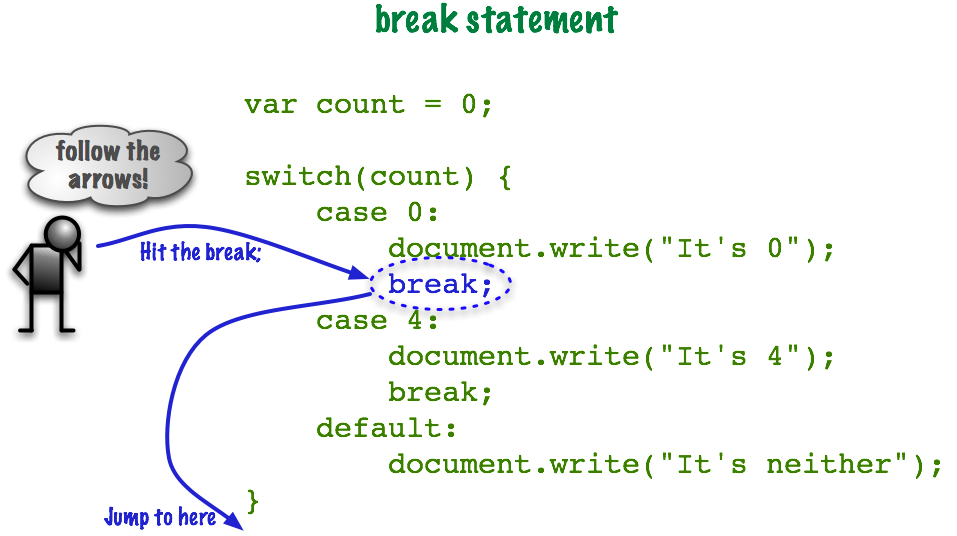 break statement
var count = 0;
follow the
arrows!
switch(count) {
case 0:
Hit the break;
document.write("It's 0");
break;
case 4:
document.write("It's 4");
break;
default:
document.write("It's neither");
}
Jump to here